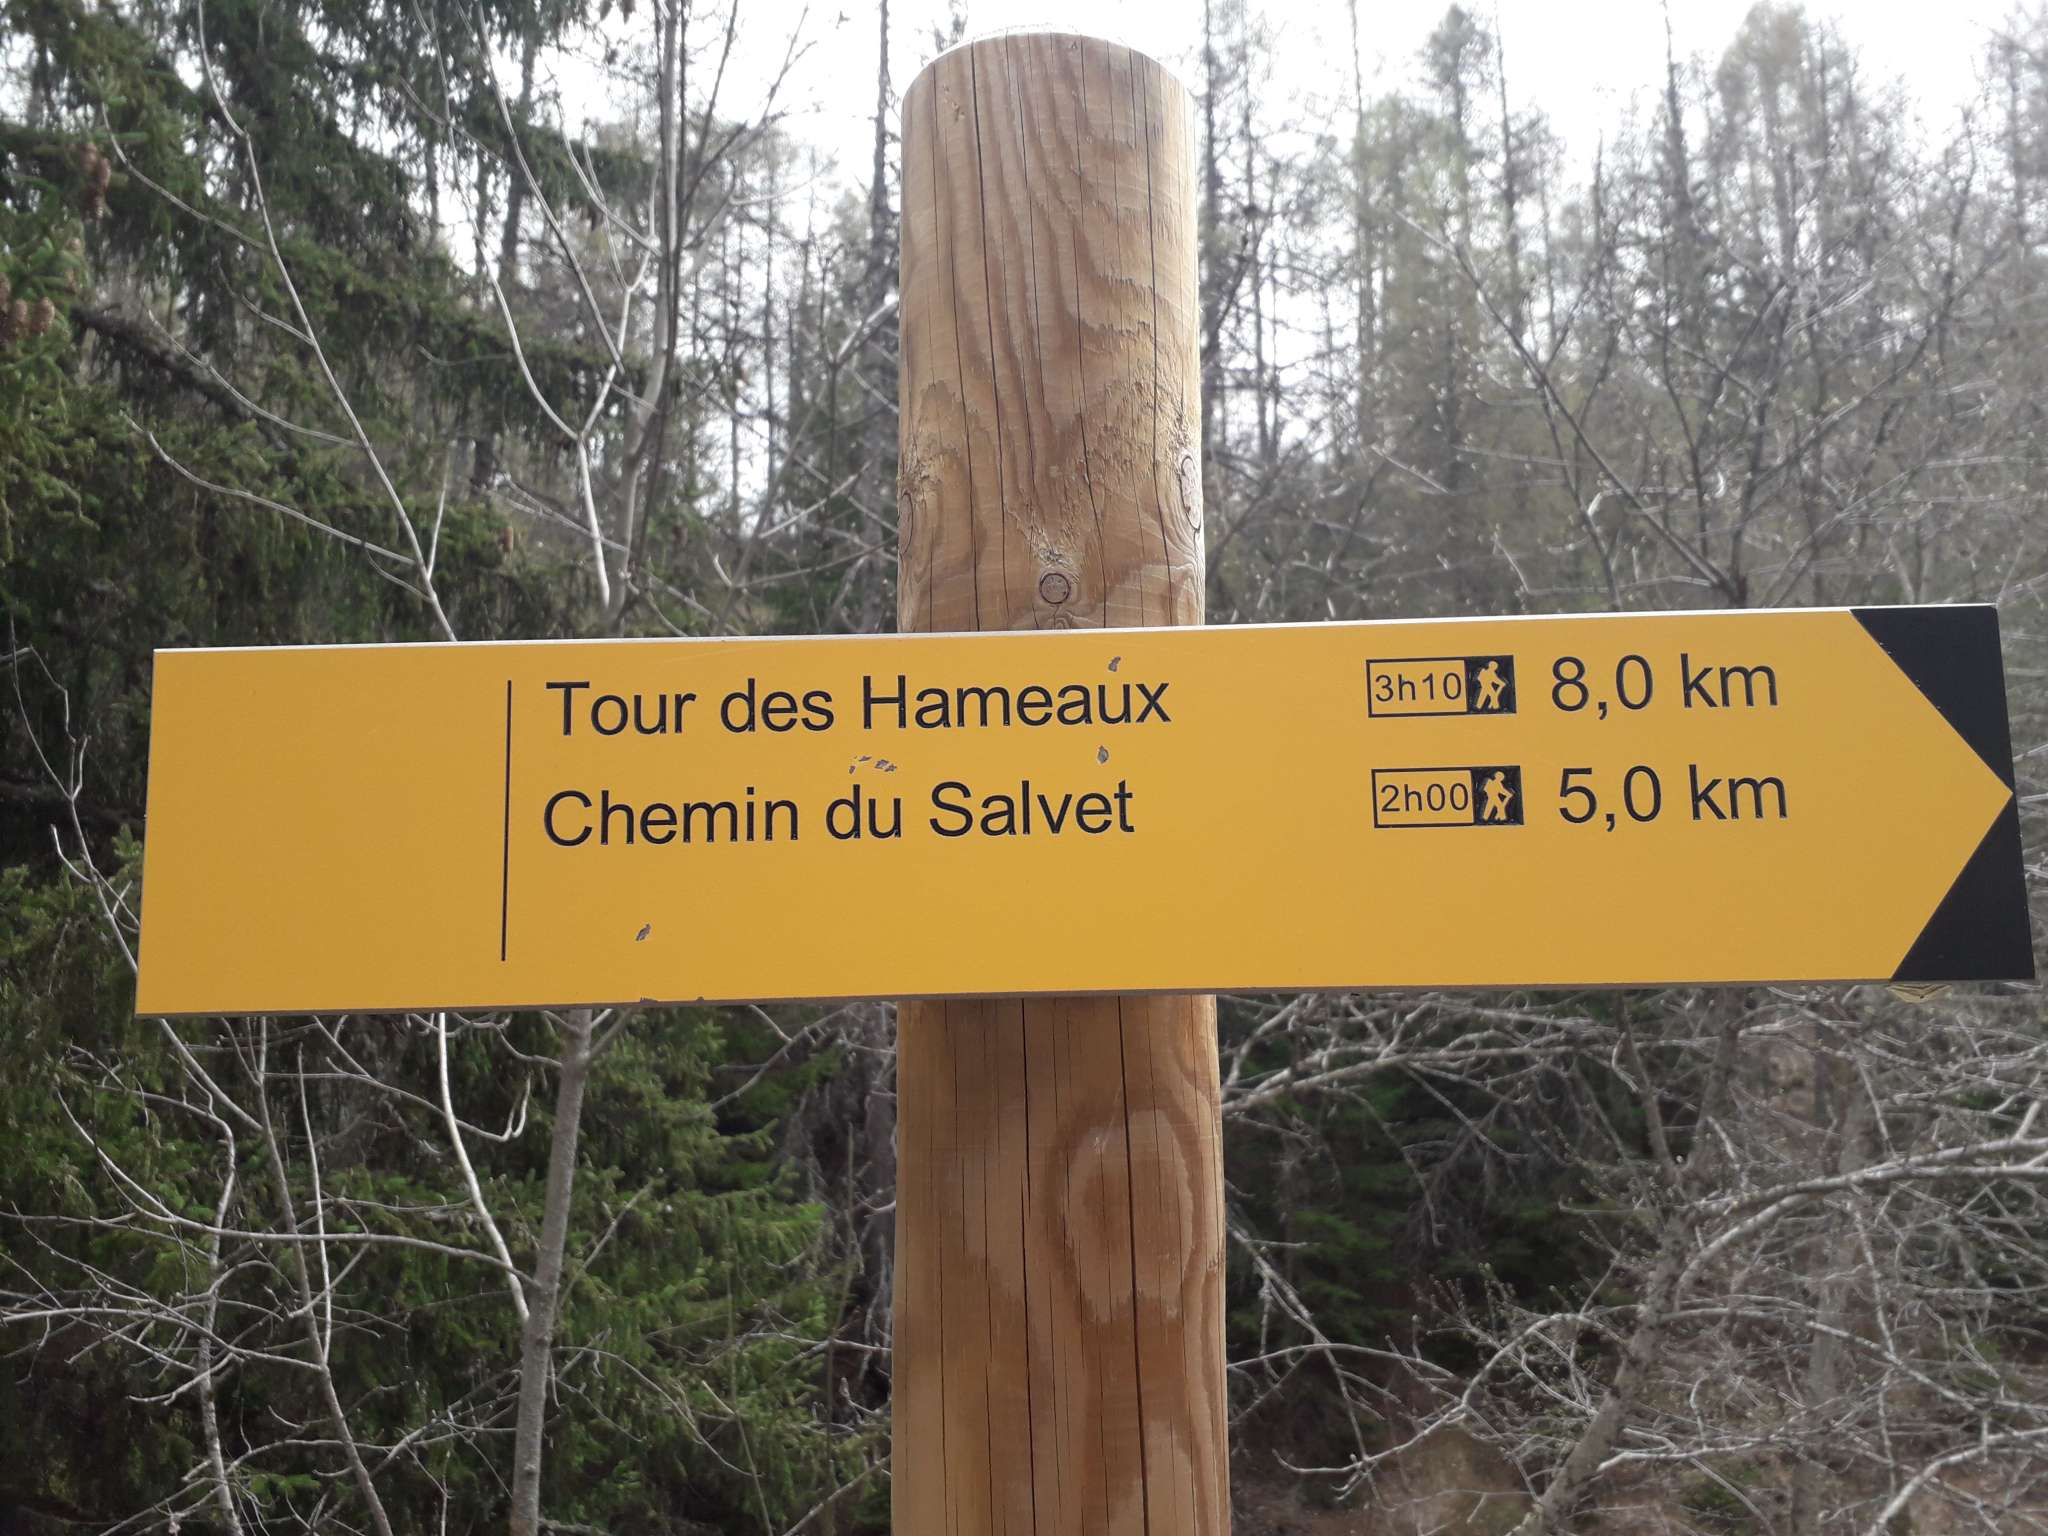 Tour des Hameaux 3h10 8,0 km
Chemin du Salvet 2h00 5,0 km